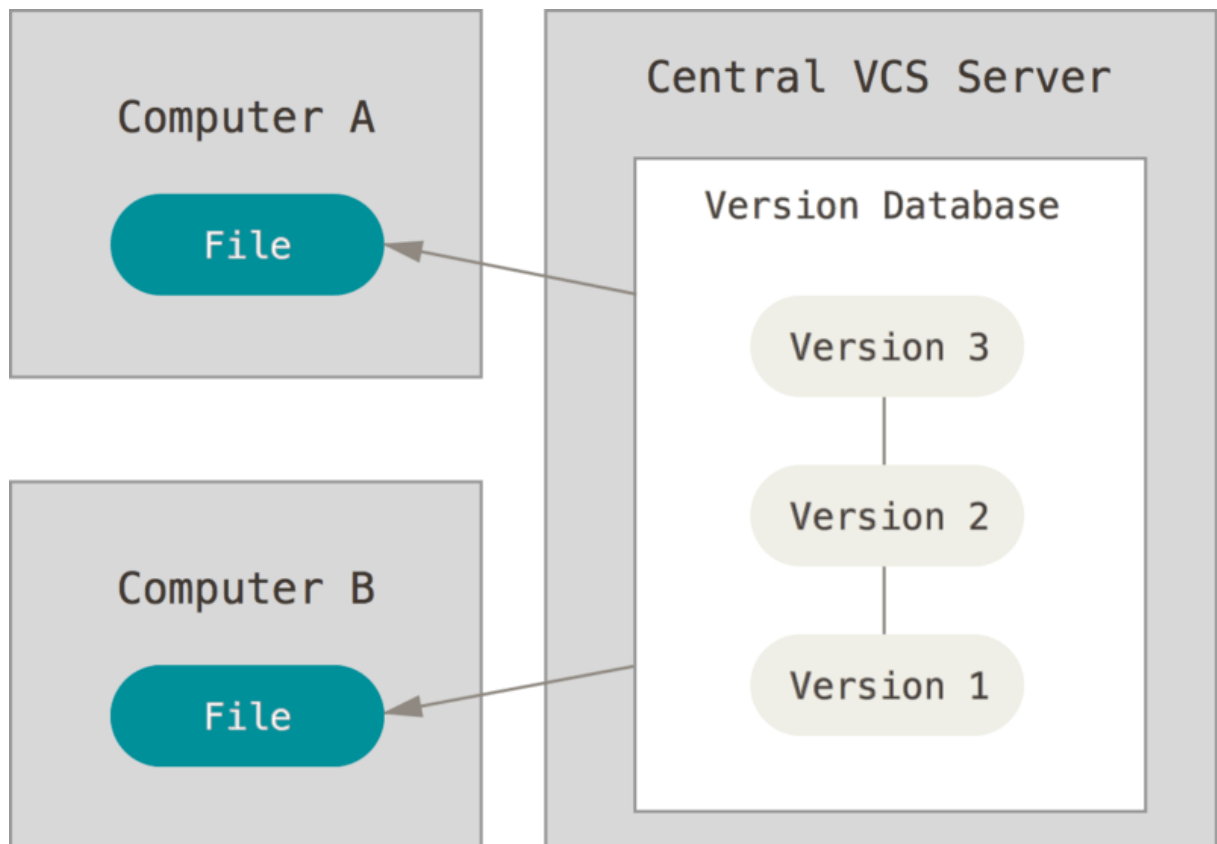 Computer A
File
Computer B
File
Central VCS Server
Version Database
Version 3
Version 2
Version 1